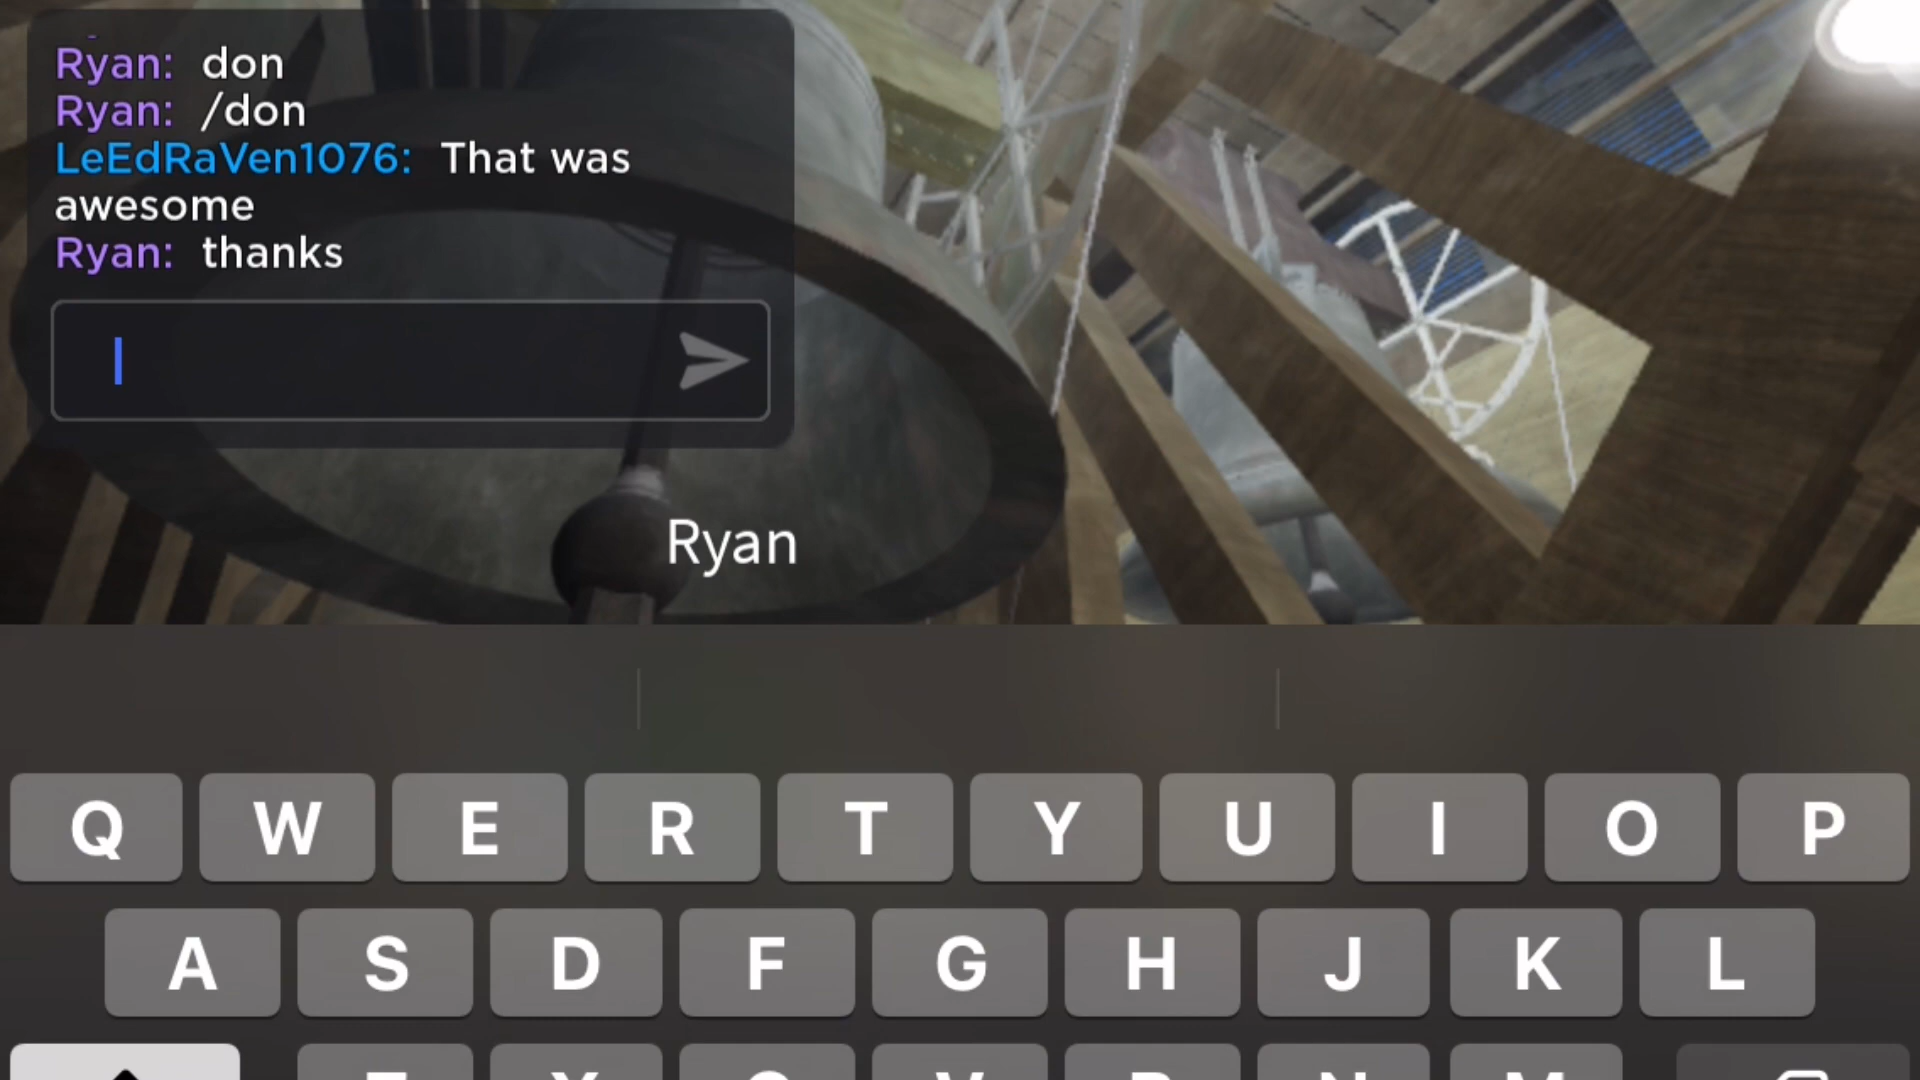 Ryan: don
Ryan: /don
LeEdRaVen1076: That was
awesome
Ryan: thanks
Ryan
Q W E R T Y U I O P
A S D F G H J K L